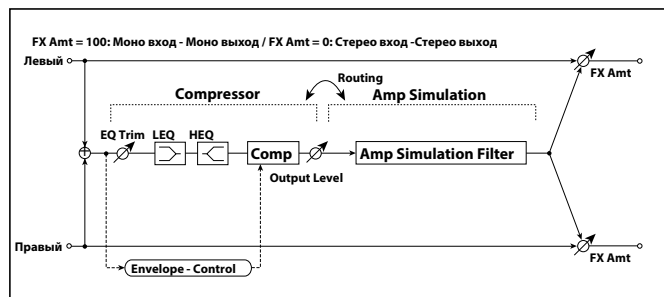 FX Amt = 100: Моно вход - Моно выход / FX Amt = 0: Стерео вход -Стерео выход
Левый
FX Amt
Routing
Compressor
Amp Simulation
EQ Trim
LEQ
HEQ
Comp
Output Level
Amp Simulation Filter
Правый
FX Amt
Envelope - Control